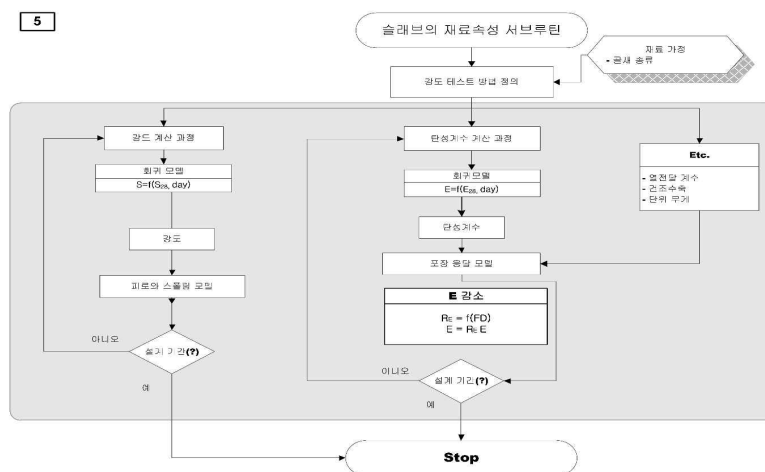 5
슬래브의 재료속성 서브루틴
재료 가정
- 골재 종류
강도 테스트 방법 정의
강도 계산 과정
회귀 모델
S=f(S28, day)
강도
피로와 스폴링 모델
아니오
설계 기간(?)
예
탄성계수 계산 과정
회귀모델
E=f(E28, day)
탄성계수
포장 응답 모델
E 감소
RE = f(FD)
E = RE E
아니오
설계 기간(?)
예
Etc.
- 열전달 계수
- 건조수축
- 단위 무게
Stop